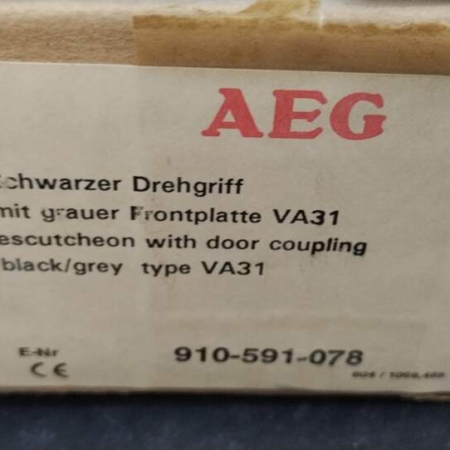 AEG
chwarzer Drehgriff
mit grauer Frontplatte VA31
escutcheon with door coupling
black/grey type VA31
E-Nr
910-591-078
CE